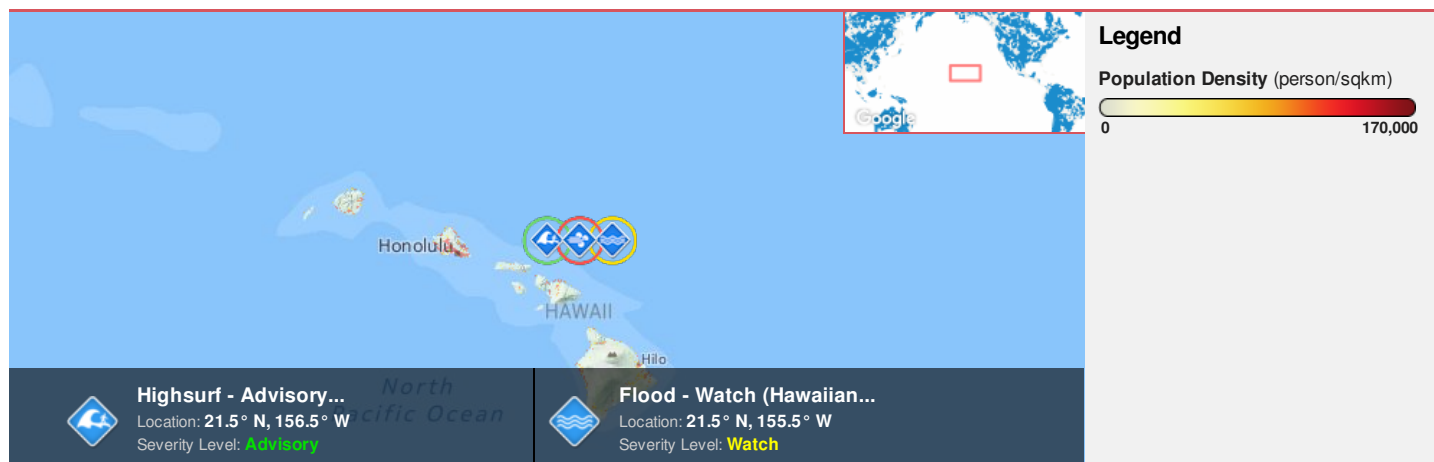 Google
Honolulu
HAWAII
Hilo
North
Pacific Ocean
Highsurf - Advisory...
Location: 21.5° N, 156.5° W
Severity Level: Advisory
Flood - Watch (Hawaiian...
Location: 21.5° N, 155.5° W
Severity Level: Watch
Legend
Population Density (person/sqkm)
0 170,000